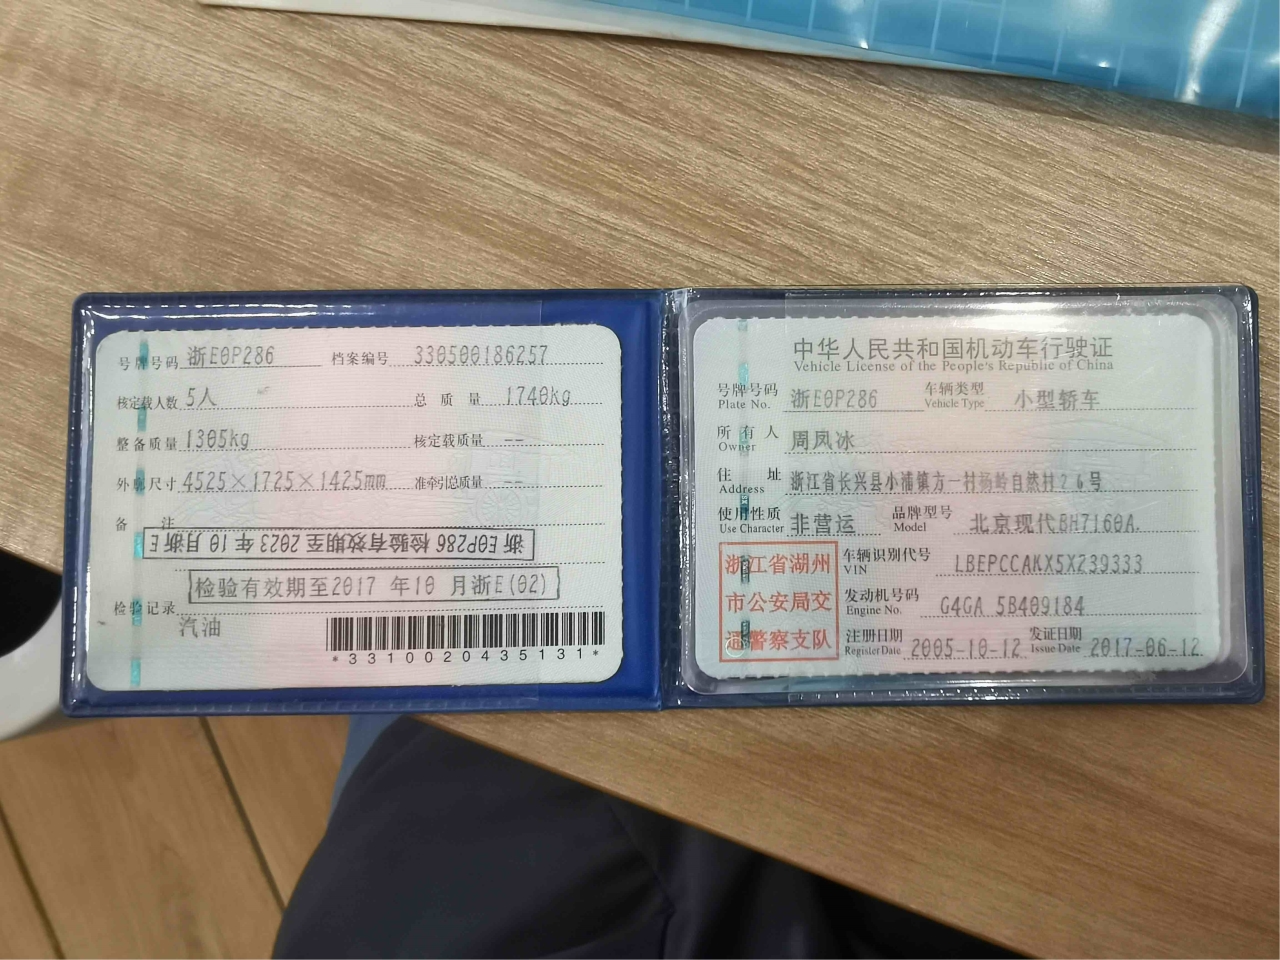 号牌号码 浙E0P286 档案编号 330500186257
核定载人数 5人 总质量 1740kg
整备质量 1305kg 核定载质量 --
外廓尺寸 4525×1725×1425mm 准牵引总质量 --
备注
浙E0P286 检验有效期至2023年10月浙E
检验有效期至2017 年10 月浙E(02)
检验记录
汽油
*3310020435131*
中华人民共和国机动车行驶证
Vehicle License of the People's Republic of China
号牌号码 浙E0P286 车辆类型 小型轿车
Plate No. Vehicle Type
所有人 周凤冰
Owner
住址 浙江省长兴县小浦镇方一村杨岭自然村26号
Address
使用性质 非营运 品牌型号 北京现代BH7160A
Use Character Model
浙江省湖州
市公安局交
通警察支队
车辆识别代号 LBEPCCAKX5X239333
VIN
发动机号码 G4GA 5B409184
Engine No.
注册日期 2005-10-12 发证日期 2017-06-12
Register Date Issue Date